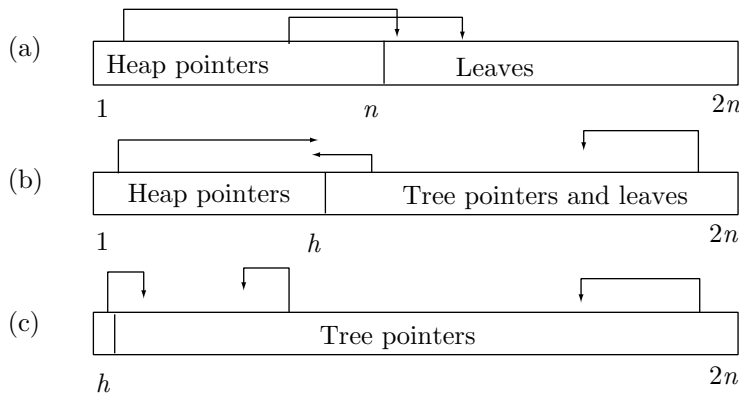 (a)
Heap pointers Leaves
1 n 2n
(b)
Heap pointers Tree pointers and leaves
1 h 2n
(c)
Tree pointers
h 2n